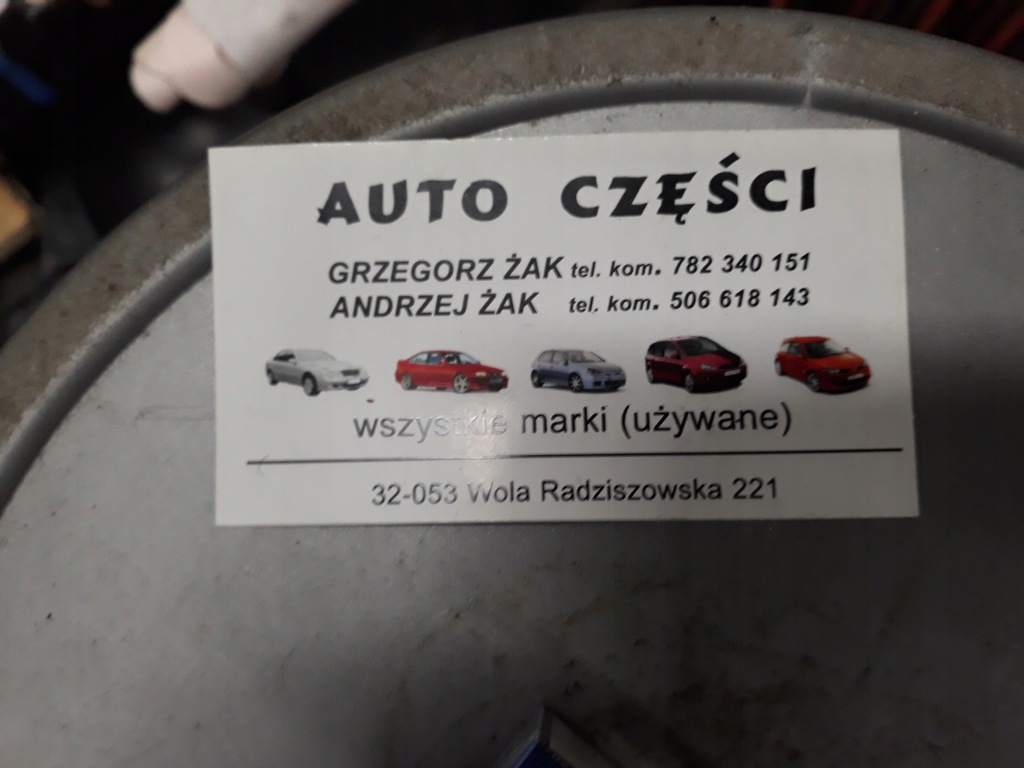 AUTO CZĘŚCI
GRZEGORZ ŻAK tel. kom. 782 340 151
ANDRZEJ ŻAK tel. kom. 506 618 143
wszystkie marki (używane)
32-053 Wola Radziszowska 221